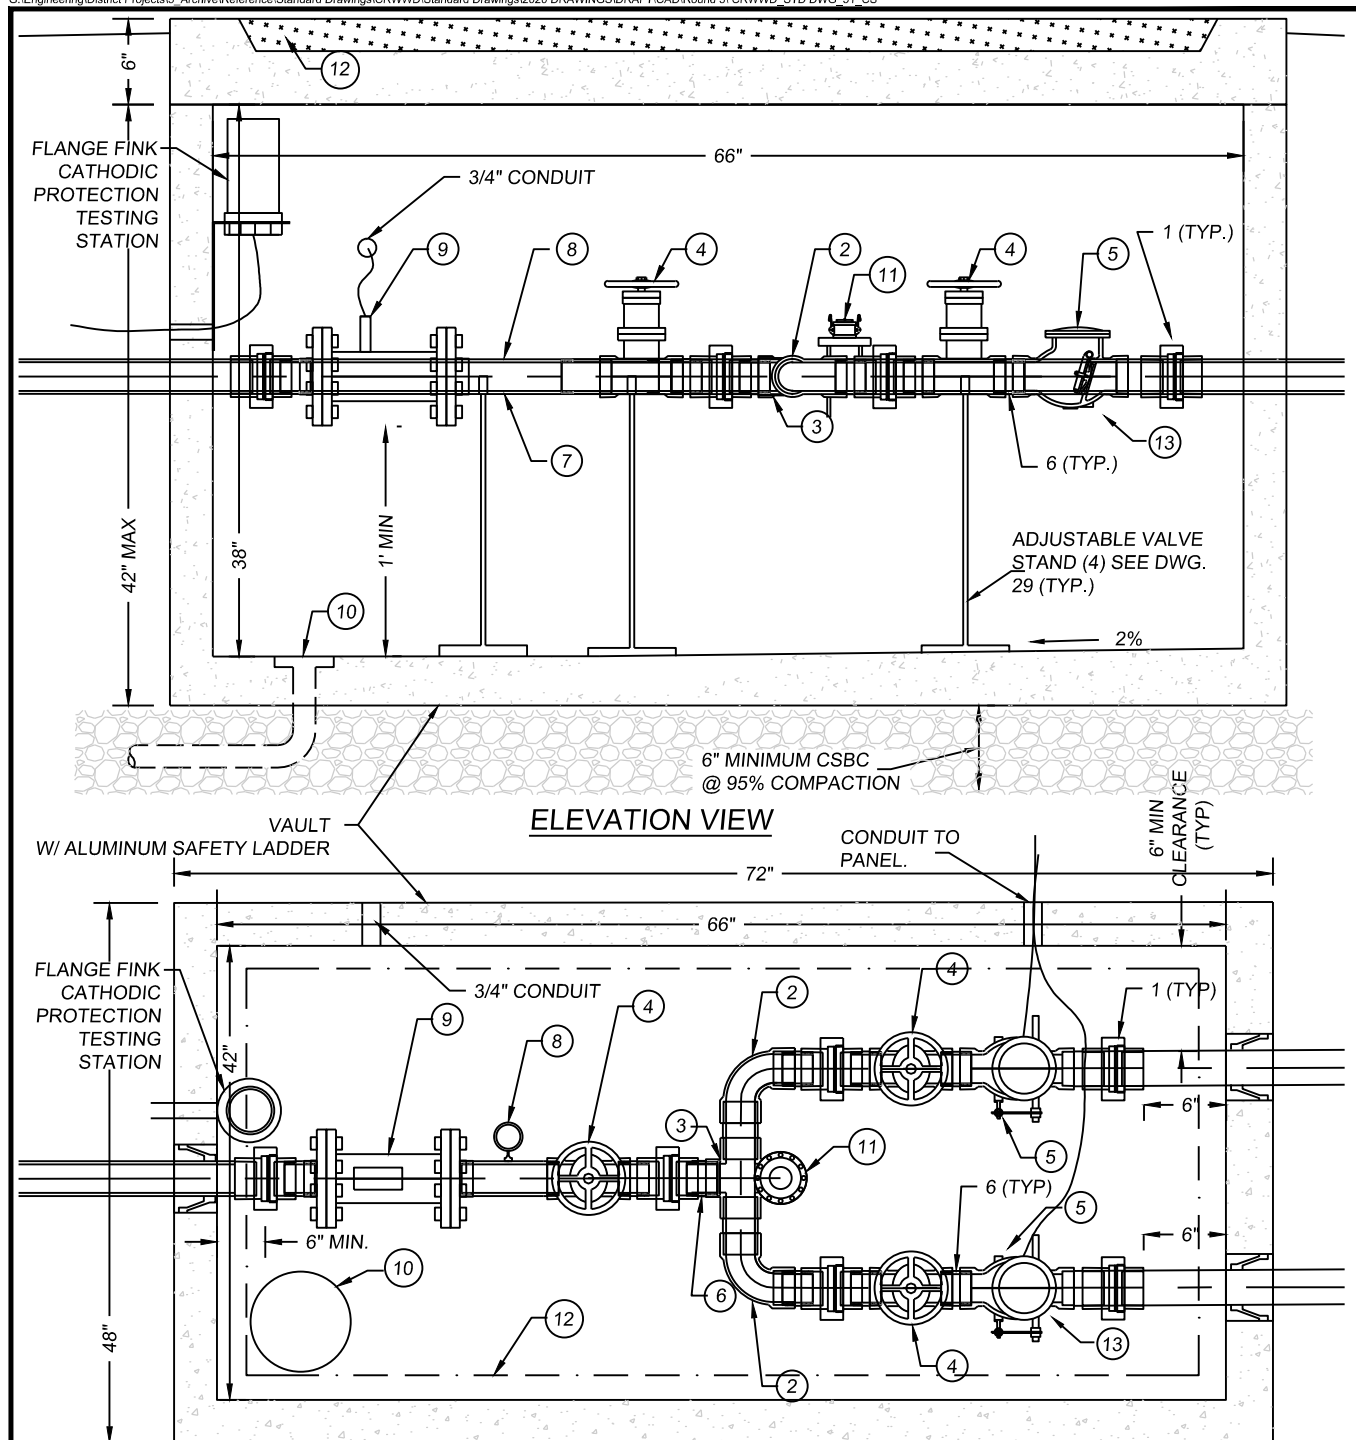 6"
12
FLANGE FINK
CATHODIC
PROTECTION
TESTING
STATION
66"
3/4" CONDUIT
9
8
4
2
11
4
5
1 (TYP.)
3
13
7
6 (TYP.)
42" MAX
38"
1' MIN
ADJUSTABLE VALVE
STAND (4) SEE DWG.
29 (TYP.)
10
2%
6" MINIMUM CSBC
@ 95% COMPACTION
ELEVATION VIEW
VAULT
W/ ALUMINUM SAFETY LADDER
CONDUIT TO
PANEL.
6" MIN
CLEARANCE
(TYP)
72"
66"
FLANGE FINK
CATHODIC
PROTECTION
TESTING
STATION
3/4" CONDUIT
42"
9
8
4
2
4
1 (TYP)
3
11
5
6"
6 (TYP)
5
6"
6" MIN.
10
6
12
13
4
2
48"